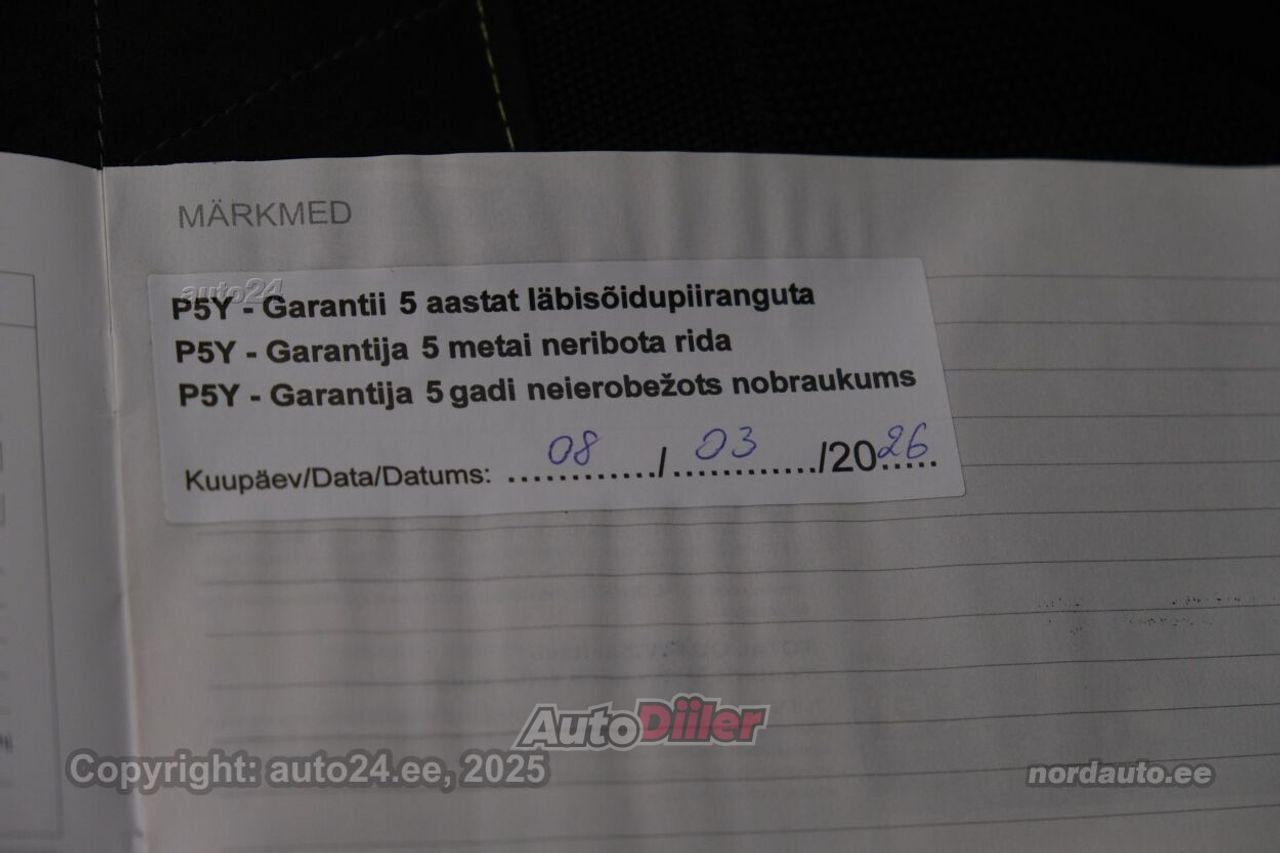 MÄRKMED
auto24
P5Y - Garantii 5 aastat läbisõidupiiranguta
P5Y - Garantija 5 metai neribota rida
P5Y - Garantija 5 gadi neierobežots nobraukums
Kuupäev/Data/Datums: ....08......./....03......../2026.....
AutoDiiler
Copyright: auto24.ee, 2025
nordauto.ee